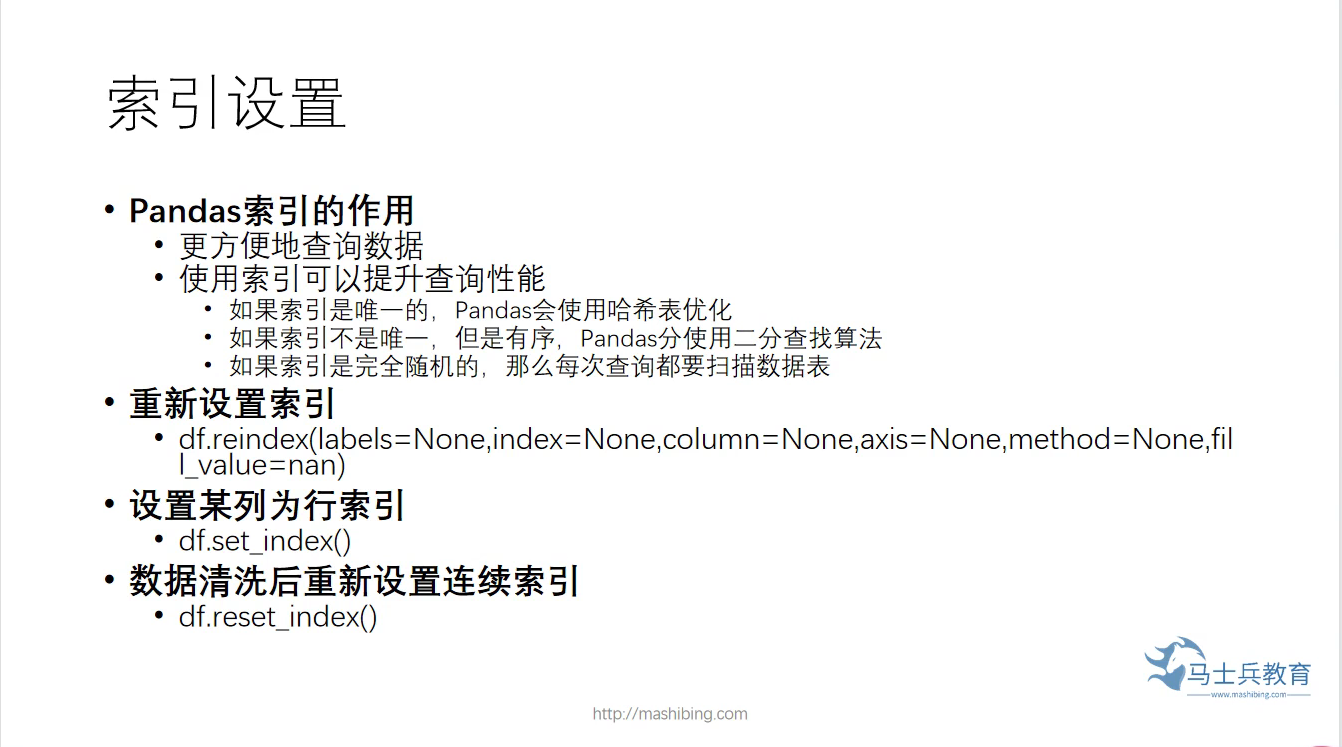 索引设置
• Pandas索引的作用
• 更方便地查询数据
• 使用索引可以提升查询性能
• 如果索引是唯一的，Pandas会使用哈希表优化
• 如果索引不是唯一，但是有序，Pandas分使用二分查找算法
• 如果索引是完全随机的，那么每次查询都要扫描数据表
• 重新设置索引
• df.reindex(labels=None,index=None,column=None,axis=None,method=None,fil
l_value=nan)
• 设置某列为行索引
• df.set_index()
• 数据清洗后重新设置连续索引
• df.reset_index()
马士兵教育
www.mashibing.com
http://mashibing.com